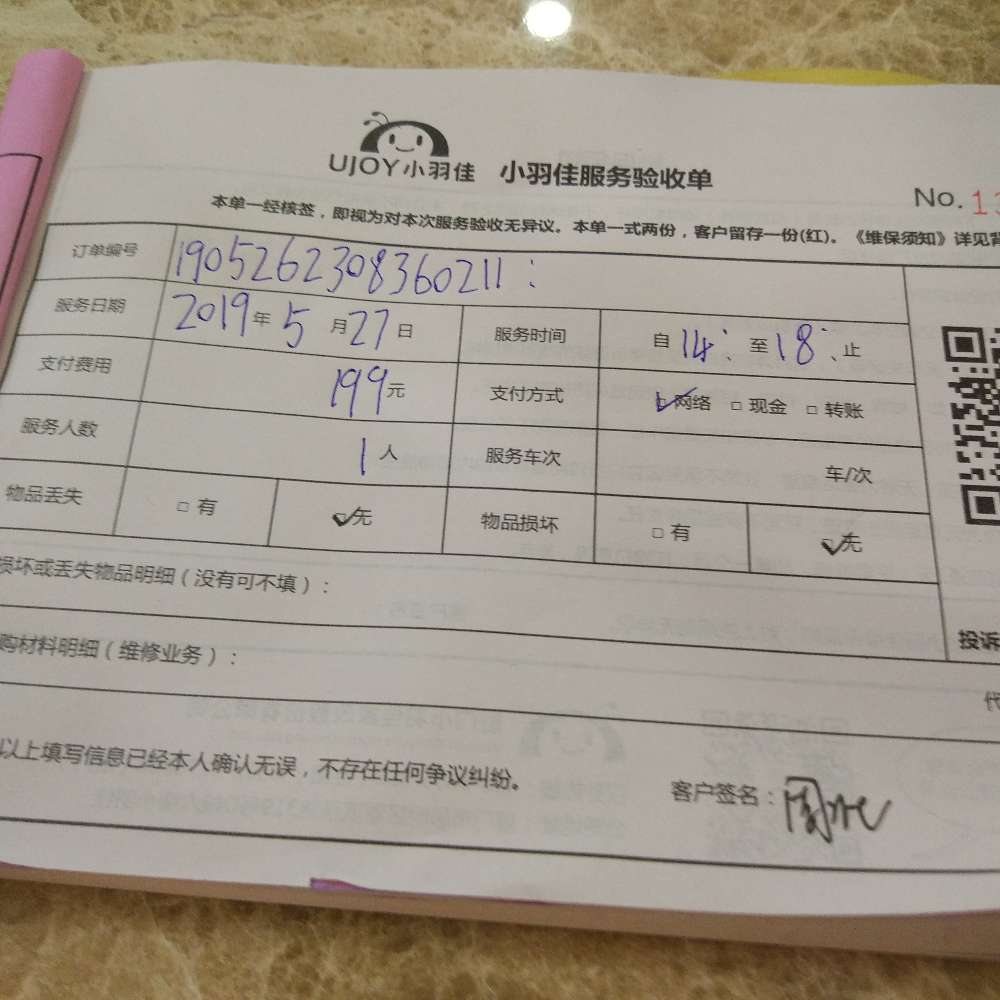 UJOY小羽佳 小羽佳服务验收单
No.1
本单一经核签，即视为对本次服务验收无异议。本单一式两份，客户留存一份(红)。《维保须知》详见背
订单编号 1905262308360211：
服务日期 2019年5月27日 服务时间 自14：至18：止
支付费用 199元 支付方式 网络 现金 转账
服务人数 1人 服务车次 车/次
物品丢失 有 无 物品损坏 有 无
损坏或丢失物品明细（没有可不填）：
投诉
购材料明细（维修业务）：
代
以上填写信息已经本人确认无误，不存在任何争议纠纷。
客户签名：